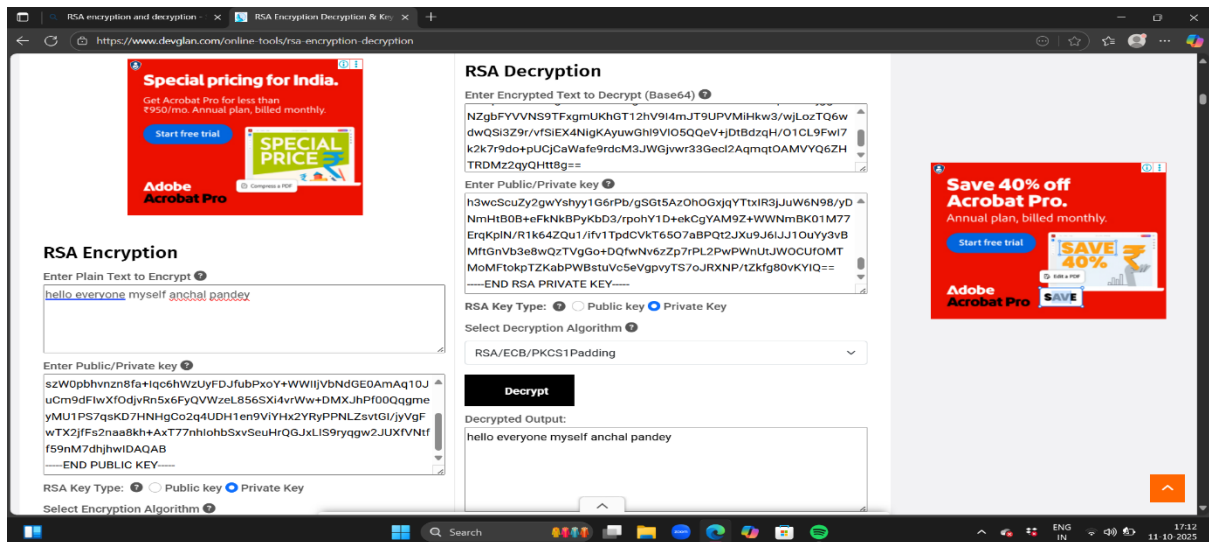 RSA encryption and decryption -
RSA Encryption Decryption & Key
https://www.devglan.com/online-tools/rsa-encryption-decryption
Special pricing for India.
Get Acrobat Pro for less than
₹950/mo. Annual plan, billed monthly.
Start free trial
SPECIAL
PRICE
Compress a PDF
Adobe
Acrobat Pro
RSA Encryption
Enter Plain Text to Encrypt
hello everyone myself anchal pandey
Enter Public/Private key
szW0pbhvnzn8fa+Iqc6hWzUyFDJfubPxoY+WWIIjVbNdGE0AmAq10J
uCm9dFIwXfOdjvRn5x6FyQVWzeL856SXi4vrWw+DMXJhPf00Qqgme
yMU1PS7qsKD7HNHgCo2q4UDH1en9ViYHx2YRyPPNLZsvtGI/jyVgF
wTX2jfFs2naa8kh+AxT77nhIohbSxvSeuHrQGJxLIS9ryqgw2JUXfVNtf
f59nM7dhjhwIDAQAB
-----END PUBLIC KEY-----
RSA Key Type: Public key Private Key
Select Encryption Algorithm
RSA Decryption
Enter Encrypted Text to Decrypt (Base64)
NZgbFYVVNS9TFxgmUKhGT12hV9I4mJT9UPVMiHkw3/wjLozTQ6w
dwQSi3Z9r/vfSiEX4NigKAyuwGhl9VlO5QQeV+jDtBdzqH/O1CL9FwI7
k2k7r9do+pUCjCaWafe9rdcM3JWGjvwr33GecI2AqmqtOAMVYQ6ZH
TRDMz2qyQHtt8g==
Enter Public/Private key
h3wcScuZy2gwYshyy1G6rPb/gSGt5AzOhOGxjqYTtxIR3jJuW6N98/yD
NmHtB0B+eFkNkBPyKbD3/rpohY1D+ekCgYAM9Z+WWNmBK01M77
ErqKplN/R1k64ZQu1/ifv1TpdCVkT65O7aBPQt2JXu9J6IJJ1OuYy3vB
MftGnVb3e8wQzTVgGo+DQfwNv6zZp7rPL2PwPWnUtJWOCUfOMT
MoMFtokpTZKabPWBstuVc5eVgpvyTS7oJRXNP/tZkfg80vKYIQ==
-----END RSA PRIVATE KEY-----
RSA Key Type: Public key Private Key
Select Decryption Algorithm
RSA/ECB/PKCS1Padding
Decrypt
Decrypted Output:
hello everyone myself anchal pandey
Save 40% off
Acrobat Pro.
Annual plan, billed monthly.
Start free trial
SAVE
40%
Edit a PDF
SAVE
Adobe
Acrobat Pro
Search
ENG
IN
17:12
11-10-2025